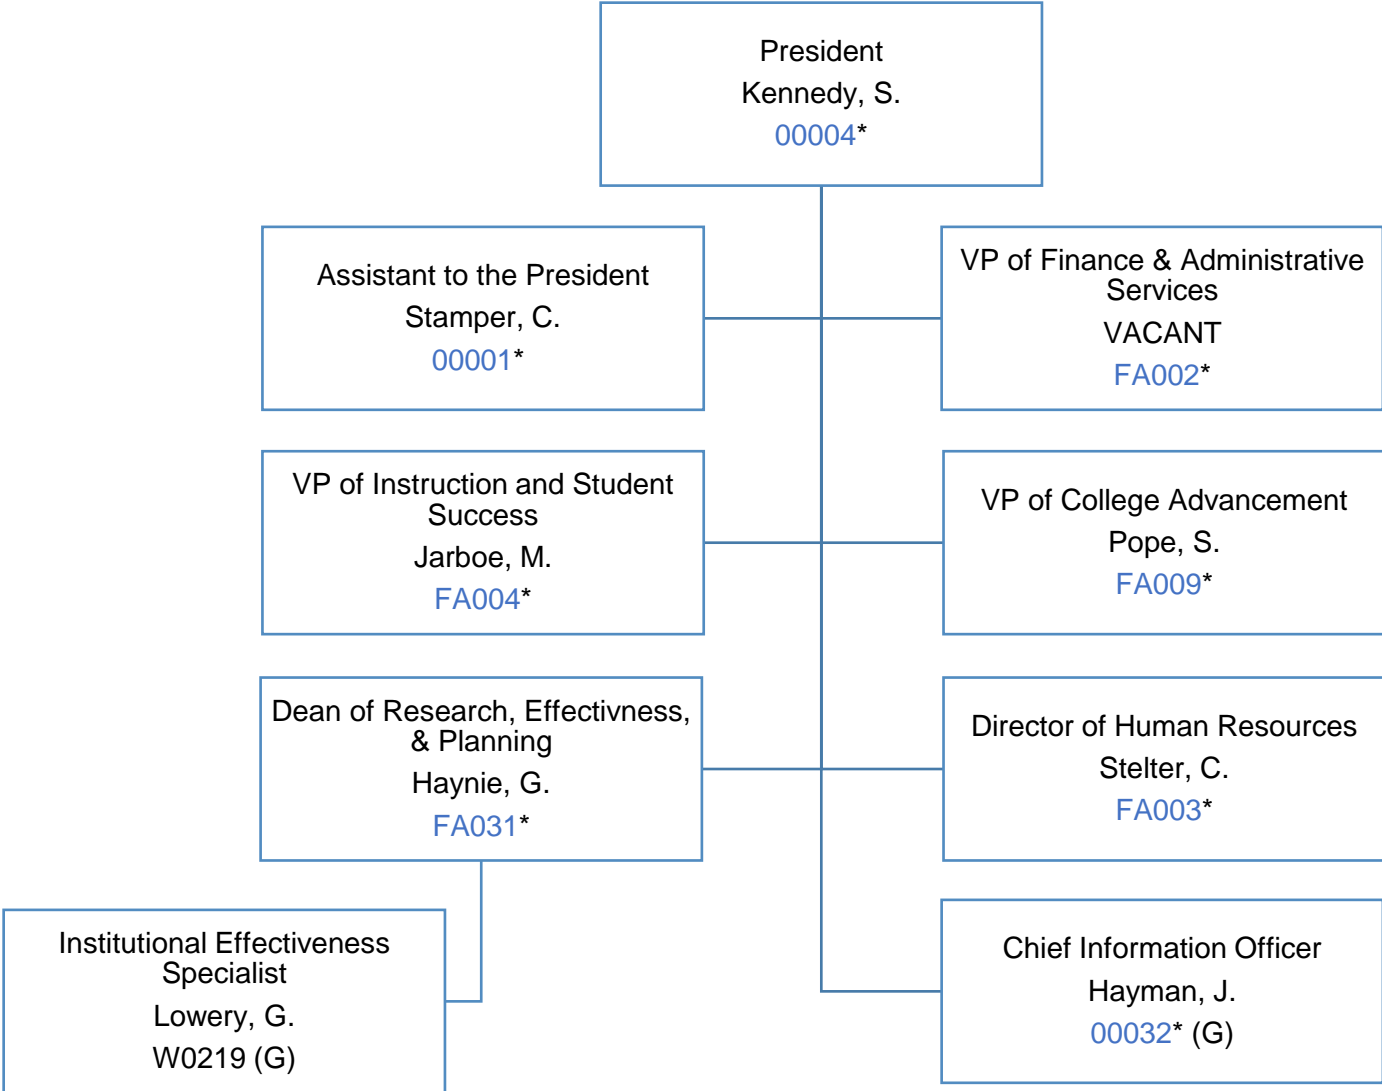 President
Kennedy, S.
00004*
Assistant to the President
Stamper, C.
00001*
VP of Finance & Administrative
Services
VACANT
FA002*
VP of Instruction and Student
Success
Jarboe, M.
FA004*
VP of College Advancement
Pope, S.
FA009*
Dean of Research, Effectivness,
& Planning
Haynie, G.
FA031*
Director of Human Resources
Stelter, C.
FA003*
Institutional Effectiveness
Specialist
Lowery, G.
W0219 (G)
Chief Information Officer
Hayman, J.
00032* (G)